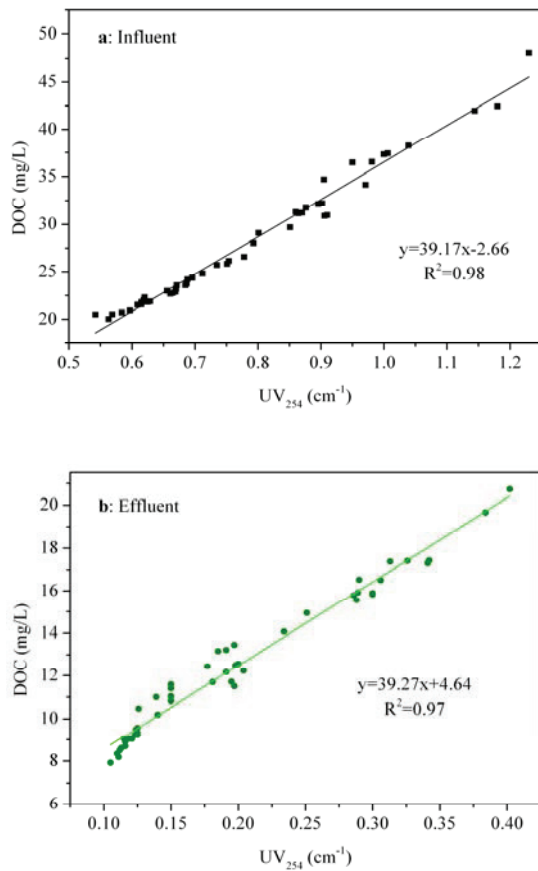 a: Influent
50
45
40
35
30
25
20
DOC (mg/L)
y=39.17x-2.66
R²=0.98
0.5 0.6 0.7 0.8 0.9 1.0 1.1 1.2
UV₂₅₄ (cm⁻¹)
b: Effluent
20
18
16
14
12
10
8
6
DOC (mg/L)
y=39.27x+4.64
R²=0.97
0.10 0.15 0.20 0.25 0.30 0.35 0.40
UV₂₅₄ (cm⁻¹)